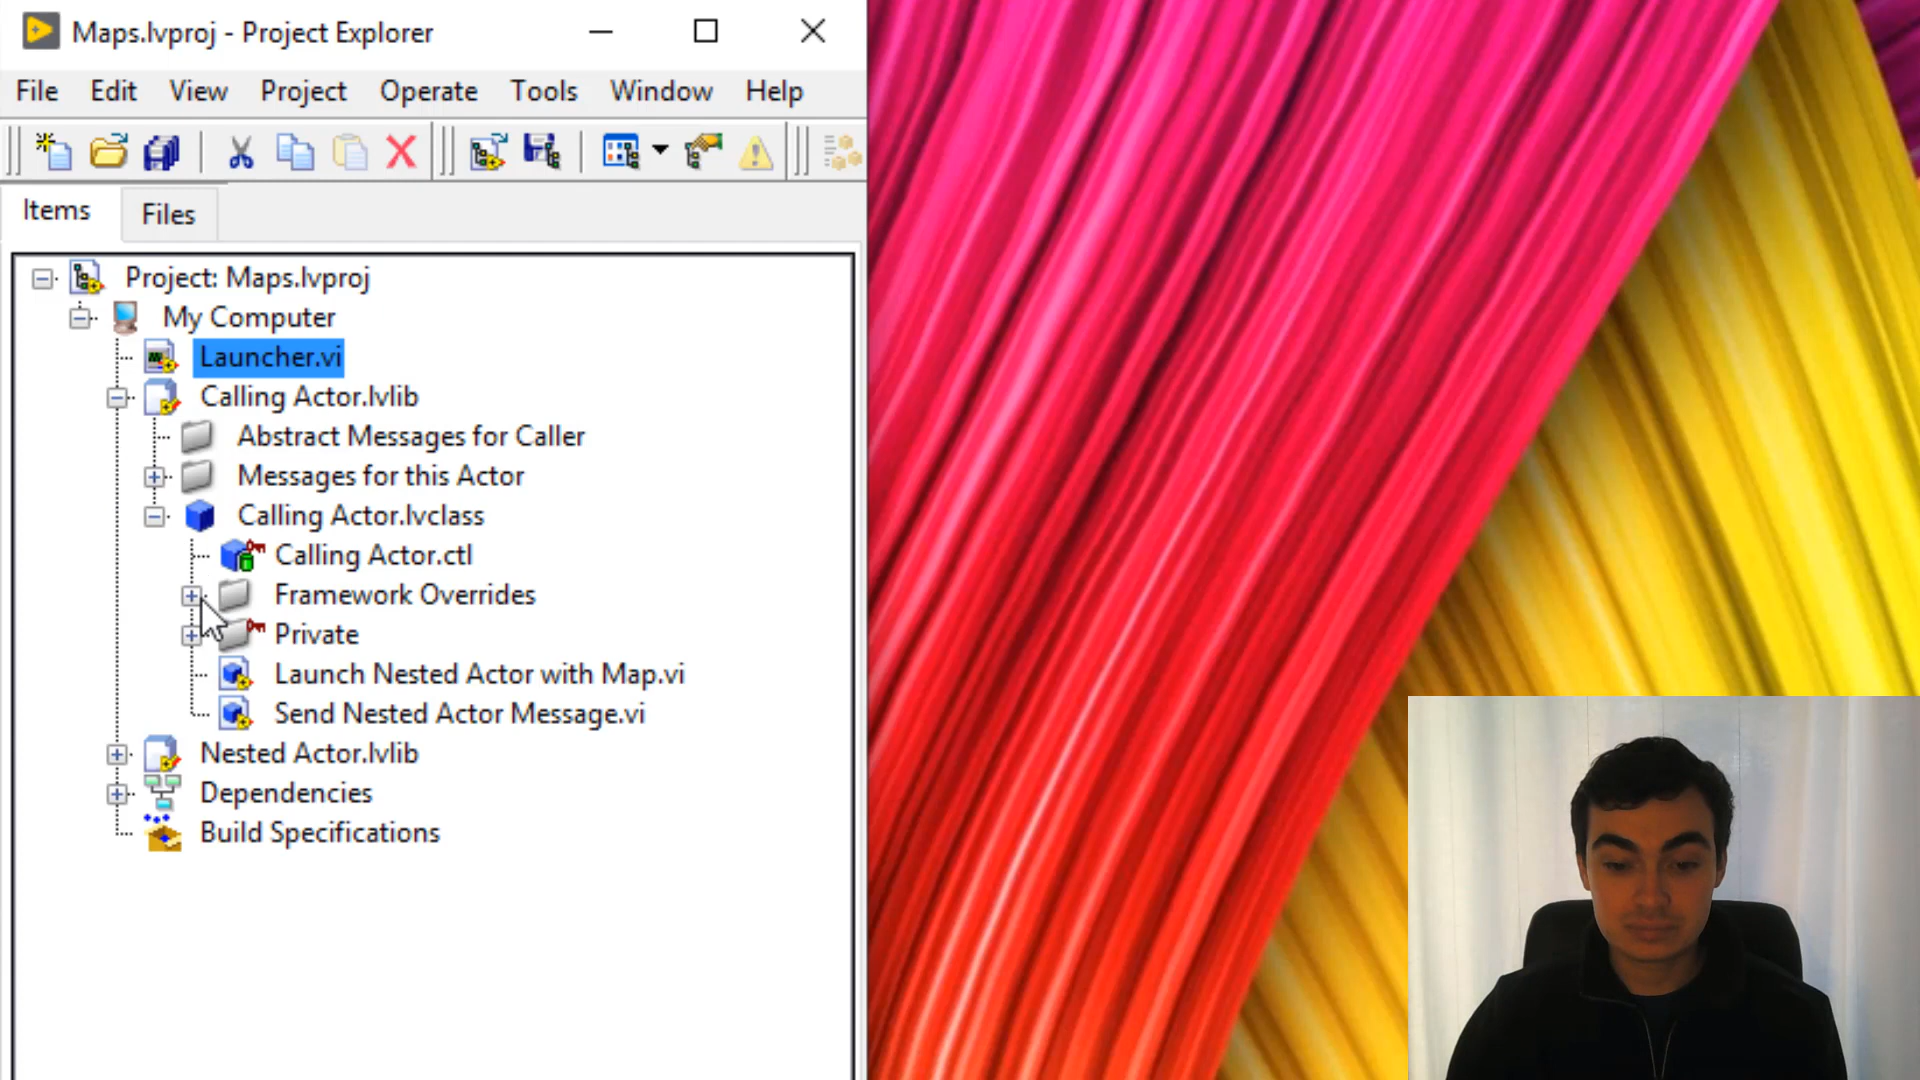 Maps.lvproj - Project Explorer
File Edit View Project Operate Tools Window Help
Items Files
Project: Maps.lvproj
My Computer
Launcher.vi
Calling Actor.lvlib
Abstract Messages for Caller
Messages for this Actor
Calling Actor.lvclass
Calling Actor.ctl
Framework Overrides
Private
Launch Nested Actor with Map.vi
Send Nested Actor Message.vi
Nested Actor.lvlib
Dependencies
Build Specifications